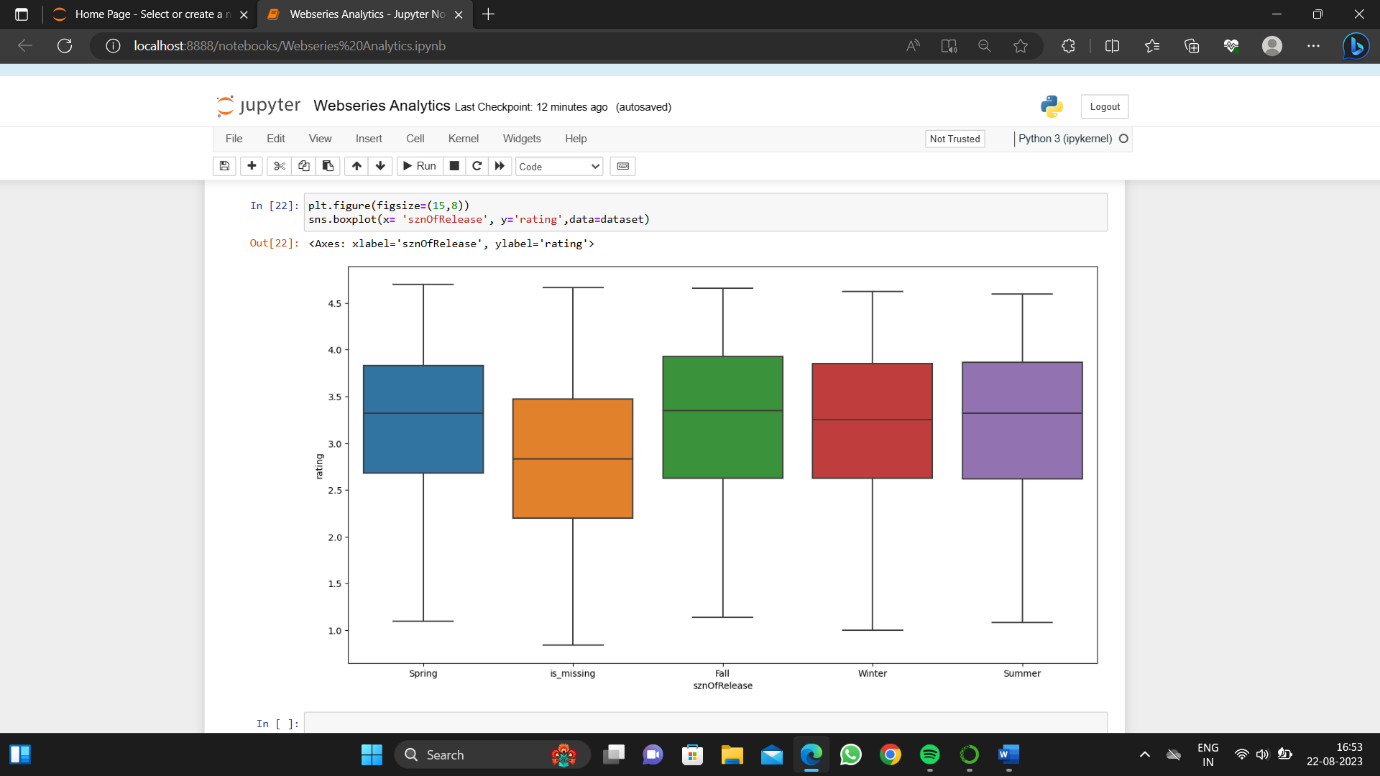 Home Page - Select or create a n
Webseries Analytics - Jupyter No
localhost:8888/notebooks/Webseries%20Analytics.ipynb
jupyter Webseries Analytics Last Checkpoint: 12 minutes ago (autosaved)
Logout
File Edit View Insert Cell Kernel Widgets Help
Not Trusted
Python 3 (ipykernel)
Run
Code
In [22]: plt.figure(figsize=(15,8))
sns.boxplot(x= 'sznOfRelease', y='rating',data=dataset)
Out[22]: <Axes: xlabel='sznOfRelease', ylabel='rating'>
4.5
4.0
3.5
3.0
2.5
2.0
1.5
1.0
rating
Spring is_missing Fall Winter Summer
sznOfRelease
In [ ]:
Search
W
ENG
IN
16:53
22-08-2023